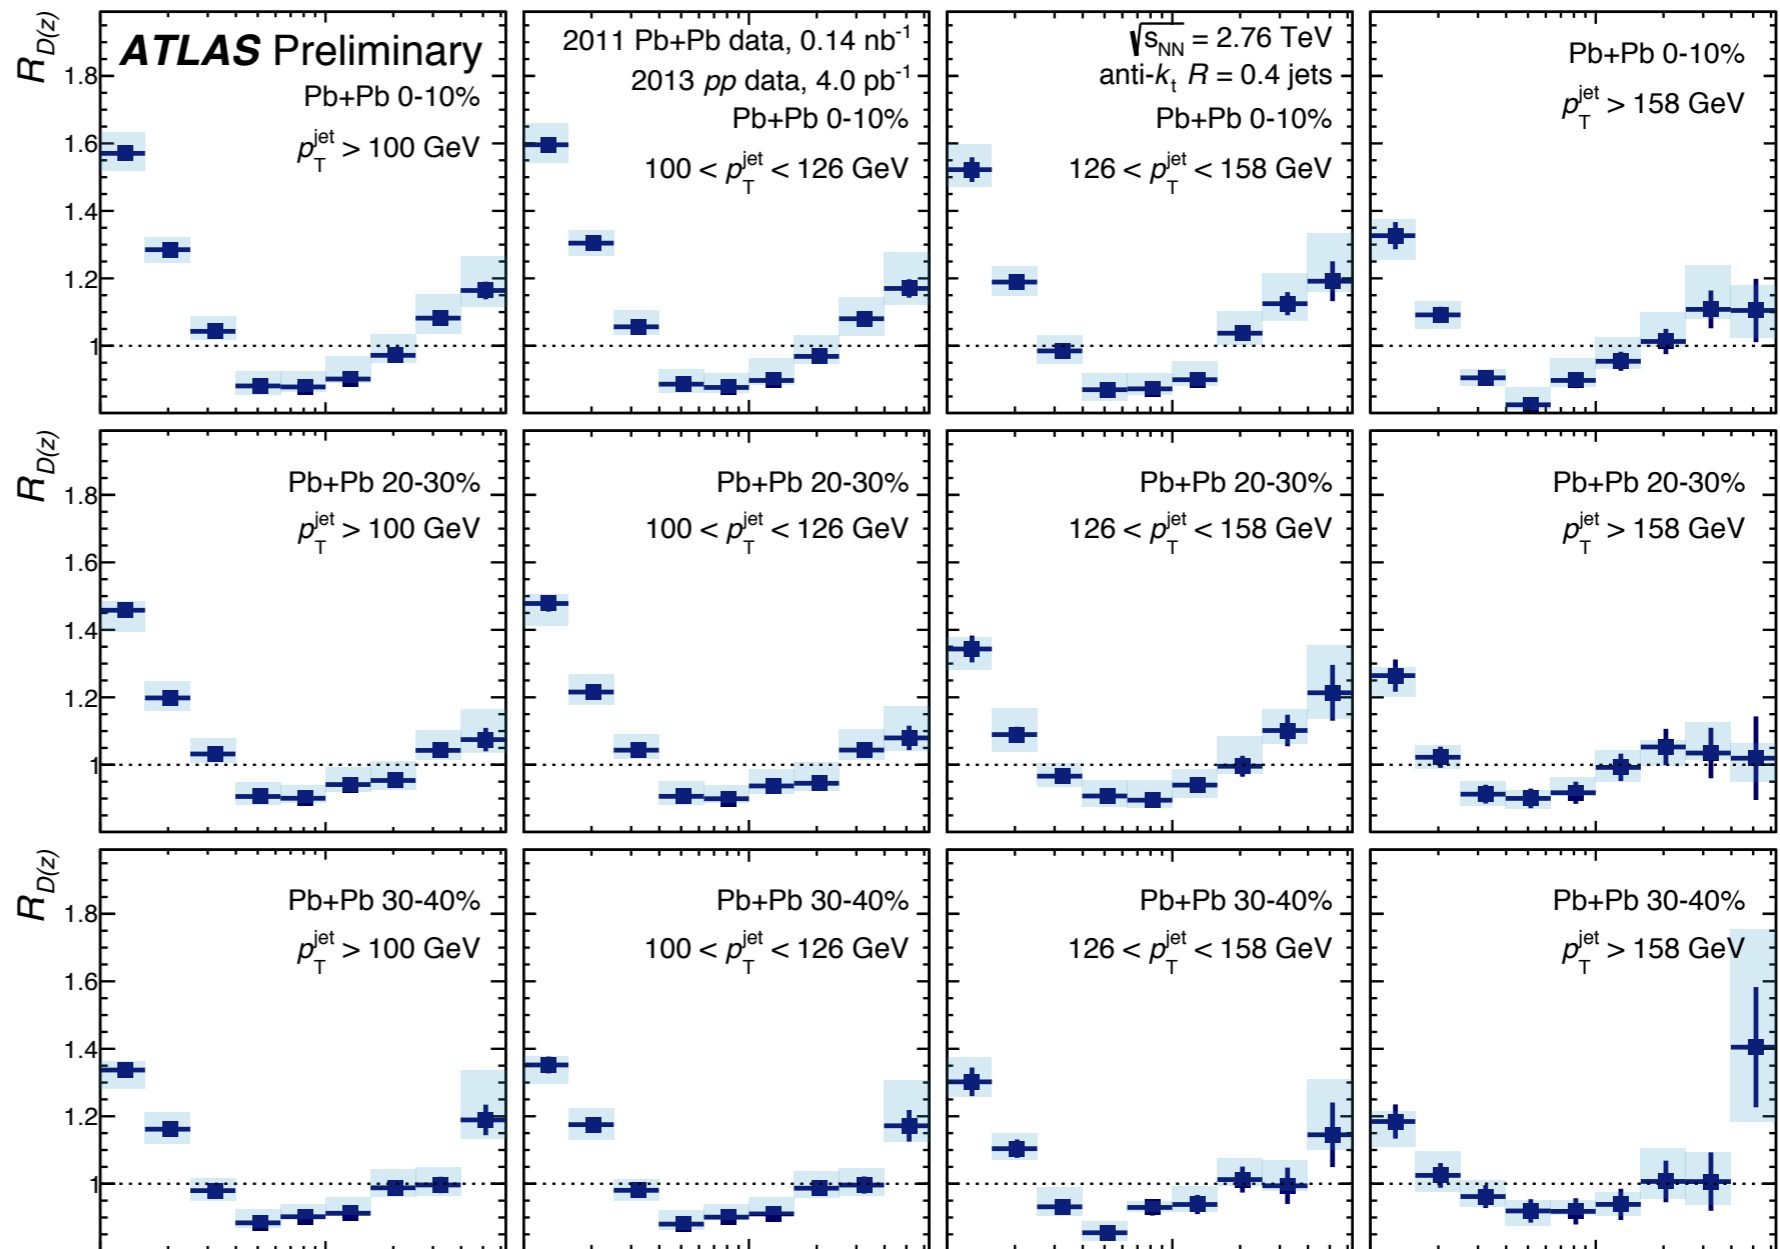 R_D(z)
ATLAS Preliminary
Pb+Pb 0-10%
p_T^jet > 100 GeV
1.8
1.6
1.4
1.2
1
2011 Pb+Pb data, 0.14 nb⁻¹
2013 pp data, 4.0 pb⁻¹
Pb+Pb 0-10%
100 < p_T^jet < 126 GeV
√s_NN = 2.76 TeV
anti-k_t R = 0.4 jets
Pb+Pb 0-10%
126 < p_T^jet < 158 GeV
Pb+Pb 0-10%
p_T^jet > 158 GeV
R_D(z)
Pb+Pb 20-30%
p_T^jet > 100 GeV
1.8
1.6
1.4
1.2
1
Pb+Pb 20-30%
100 < p_T^jet < 126 GeV
Pb+Pb 20-30%
126 < p_T^jet < 158 GeV
Pb+Pb 20-30%
p_T^jet > 158 GeV
R_D(z)
Pb+Pb 30-40%
p_T^jet > 100 GeV
1.8
1.6
1.4
1.2
1
Pb+Pb 30-40%
100 < p_T^jet < 126 GeV
Pb+Pb 30-40%
126 < p_T^jet < 158 GeV
Pb+Pb 30-40%
p_T^jet > 158 GeV